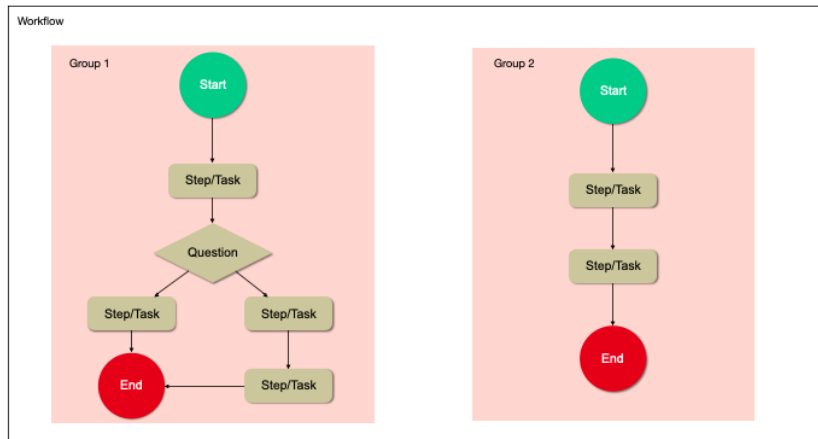 Workflow
Group 1
Start
Step/Task
Question
Step/Task
Step/Task
End
Step/Task
Group 2
Start
Step/Task
Step/Task
End